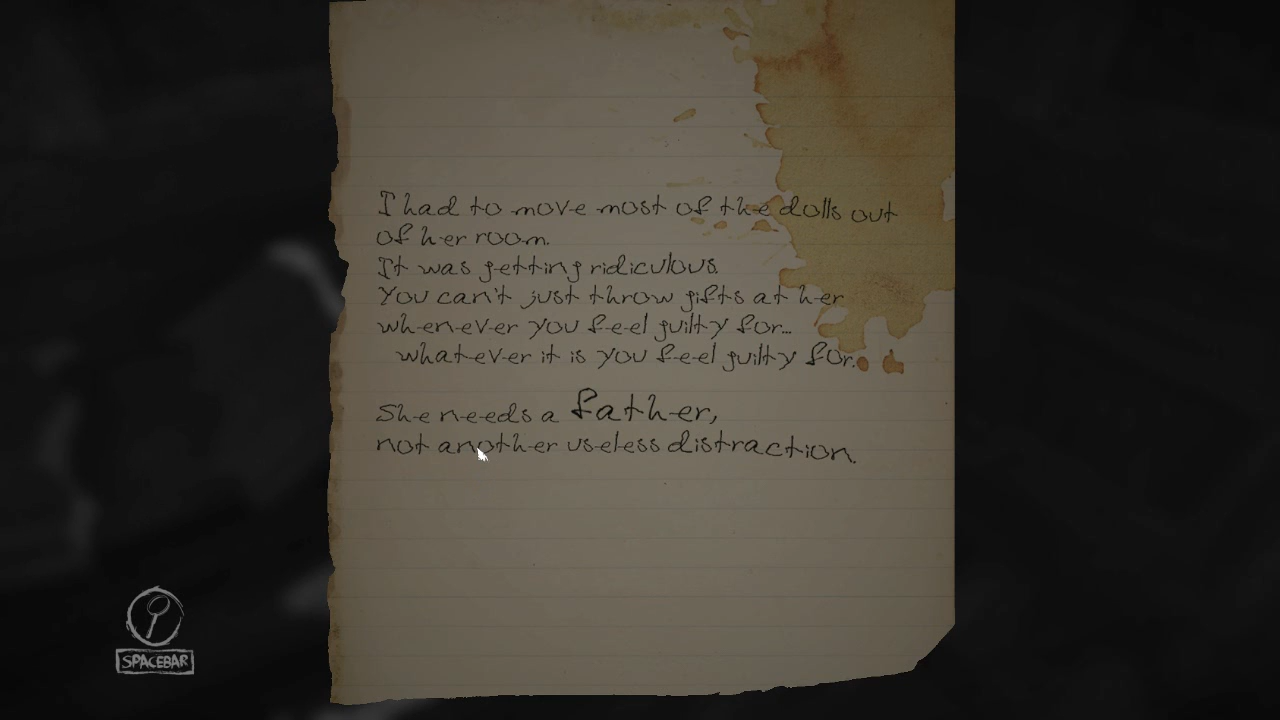 I had to move most of the dolls out
of her room.
It was getting ridiculous.
You can't just throw gifts at her
whenever you feel guilty for...
whatever it is you feel guilty for.
She needs a father,
not another useless distraction.
SPACEBAR